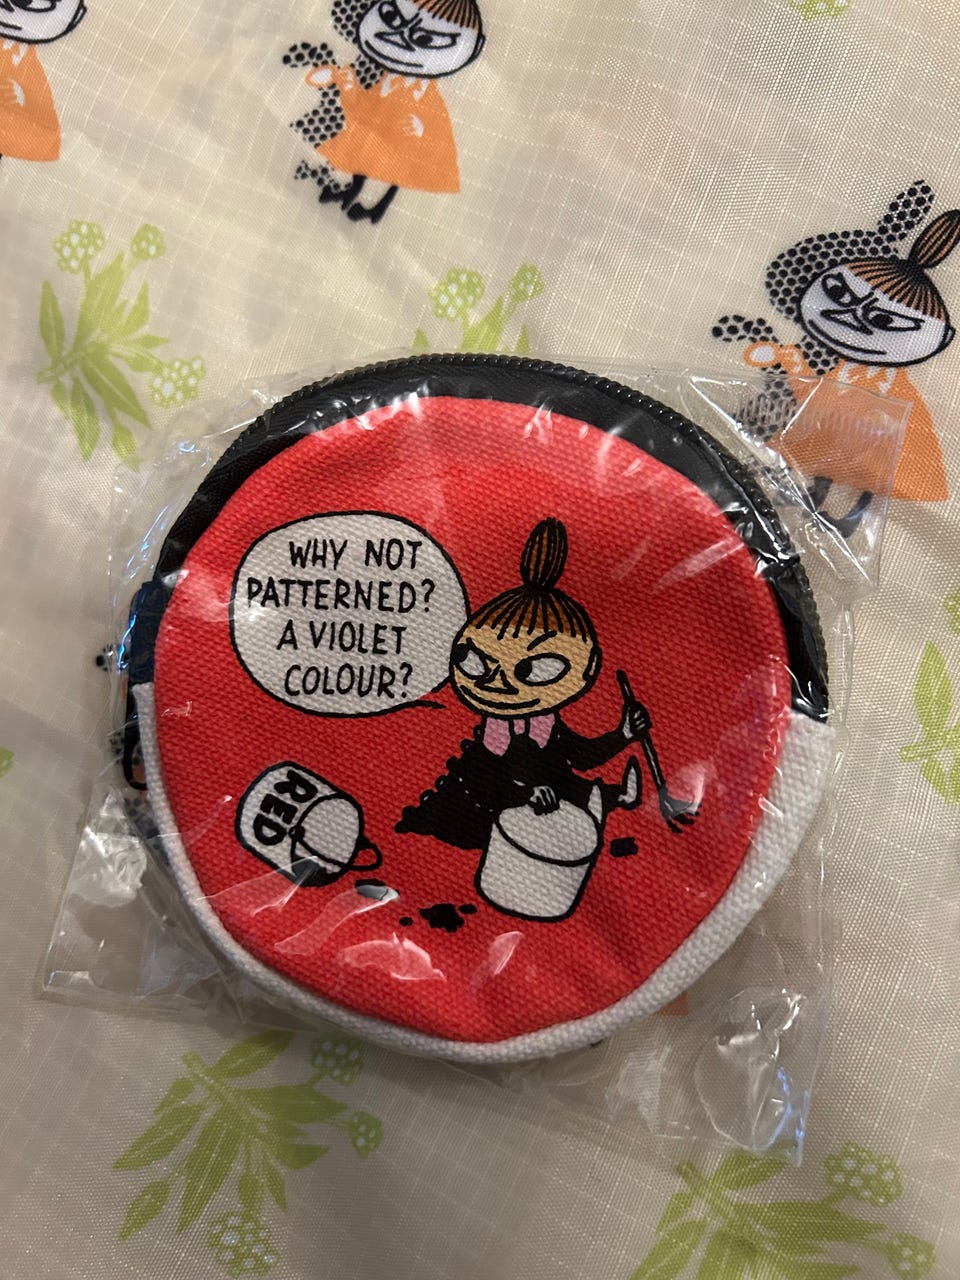 WHY NOT
PATTERNED?
A VIOLET
COLOUR?
RED